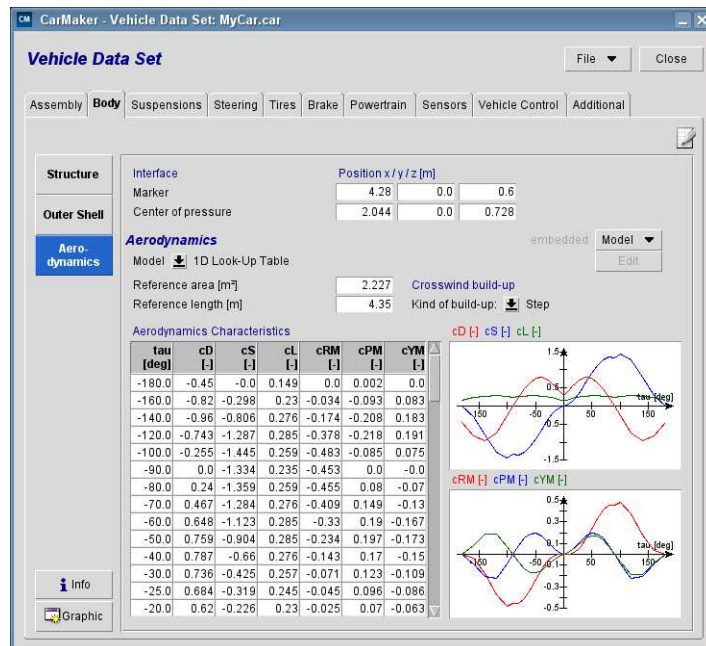 CM CarMaker - Vehicle Data Set: MyCar.car
Vehicle Data Set File Close
Assembly Body Suspensions Steering Tires Brake Powertrain Sensors Vehicle Control Additional
Structure
Outer Shell
Aero-
dynamics
Info
Graphic
Interface Position x / y / z [m]
Marker 4.28 0.0 0.6
Center of pressure 2.044 0.0 0.728
Aerodynamics embedded Model
Model 1D Look-Up Table Edit
Reference area [m²] 2.227 Crosswind build-up
Reference length [m] 4.35 Kind of build-up: Step
Aerodynamics Characteristics
tau cD cS cL cRM cPM cYM
[deg] [-] [-] [-] [-] [-] [-]
-180.0 -0.45 -0.0 0.149 0.0 0.002 0.0
-160.0 -0.82 -0.298 0.23 -0.034 -0.093 0.083
-140.0 -0.96 -0.806 0.276 -0.174 -0.208 0.183
-120.0 -0.743 -1.287 0.285 -0.378 -0.218 0.191
-100.0 -0.255 -1.445 0.259 -0.483 -0.085 0.075
-90.0 0.0 -1.334 0.235 -0.453 0.0 -0.0
-80.0 0.24 -1.359 0.259 -0.455 0.08 -0.07
-70.0 0.467 -1.284 0.276 -0.409 0.149 -0.13
-60.0 0.648 -1.123 0.285 -0.33 0.19 -0.167
-50.0 0.759 -0.904 0.285 -0.234 0.197 -0.173
-40.0 0.787 -0.66 0.276 -0.143 0.17 -0.15
-30.0 0.736 -0.425 0.257 -0.071 0.123 -0.109
-25.0 0.684 -0.319 0.245 -0.045 0.096 -0.086
-20.0 0.62 -0.226 0.23 -0.025 0.07 -0.063
cD [-] cS [-] cL [-]
1.5
0.5
tau [deg]
-150 -50 50 150
-0.5
-1.5
cRM [-] cPM [-] cYM [-]
0.5
0.3
0.1
tau [deg]
-150 -50 50 150
-0.1
-0.3
-0.5